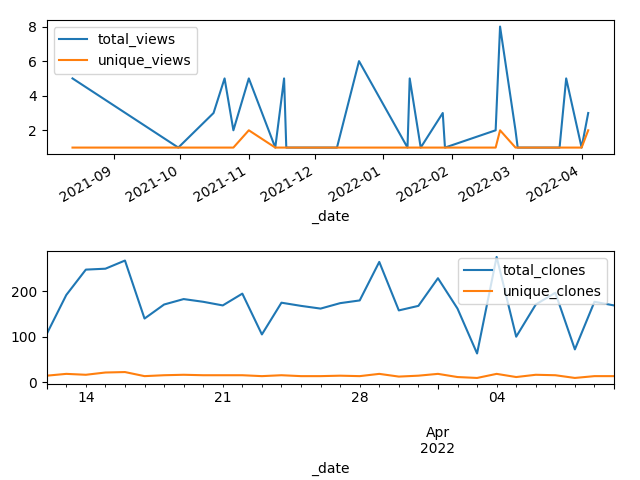 8
6
4
2
total_views
unique_views
2021-09
2021-10
2021-11
2021-12
2022-01
2022-02
2022-03
2022-04
_date
200
100
0
total_clones
unique_clones
14
21
28
04
Apr
2022
_date